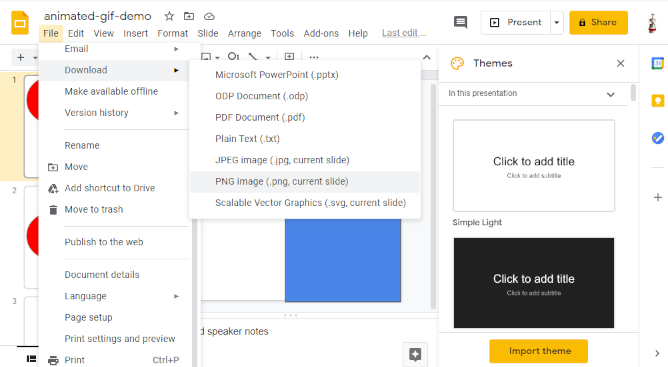 animated-gif-demo
File Edit View Insert Format Slide Arrange Tools Add-ons Help Last edit ...
Present
Share
Email
Download
Make available offline
Version history
Rename
Move
Add shortcut to Drive
Move to trash
Publish to the web
Document details
Language
Page setup
Print settings and preview
Print Ctrl+P
Microsoft PowerPoint (.pptx)
ODP Document (.odp)
PDF Document (.pdf)
Plain Text (.txt)
JPEG image (.jpg, current slide)
PNG image (.png, current slide)
Scalable Vector Graphics (.svg, current slide)
1
2
3
d speaker notes
Themes
In this presentation
Click to add title
Click to add subtitle
Simple Light
Click to add title
Click to add subtitle
Import theme
31